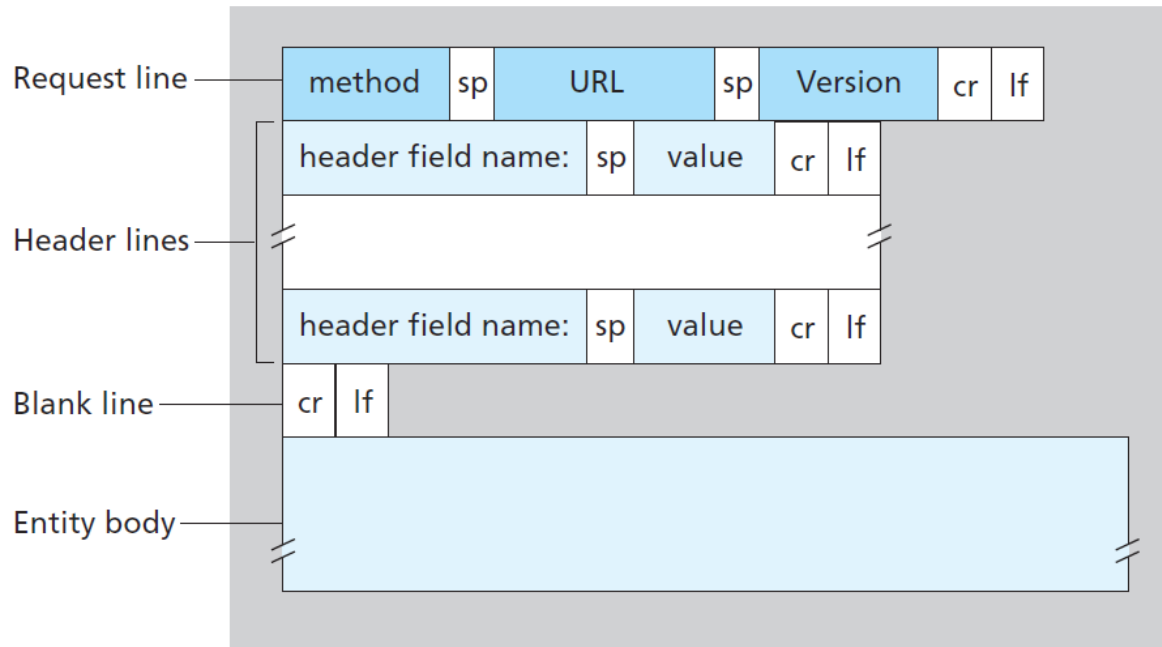 Request line method sp URL sp Version cr lf
header field name: sp value cr lf
Header lines
header field name: sp value cr lf
Blank line cr lf
Entity body